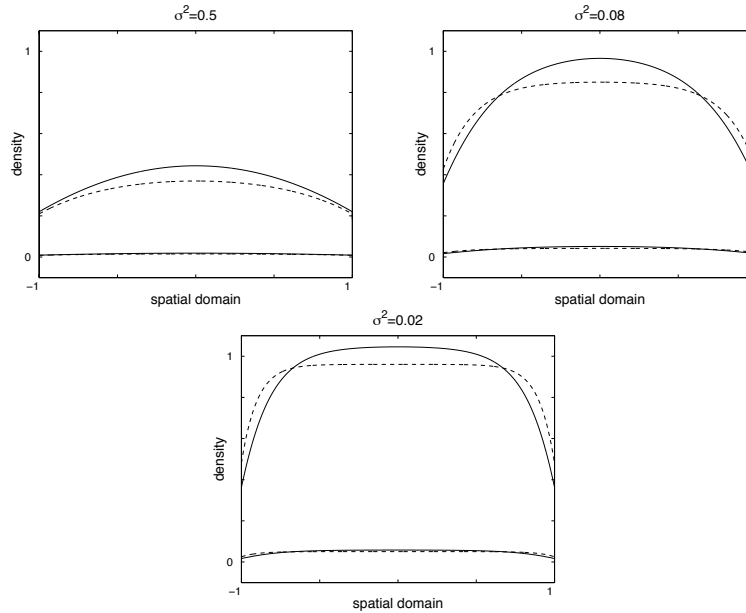 σ²=0.5
1
density
0
−1
1
spatial domain
σ²=0.08
1
density
0
−1
spatial domain
σ²=0.02
1
density
0
−1
1
spatial domain